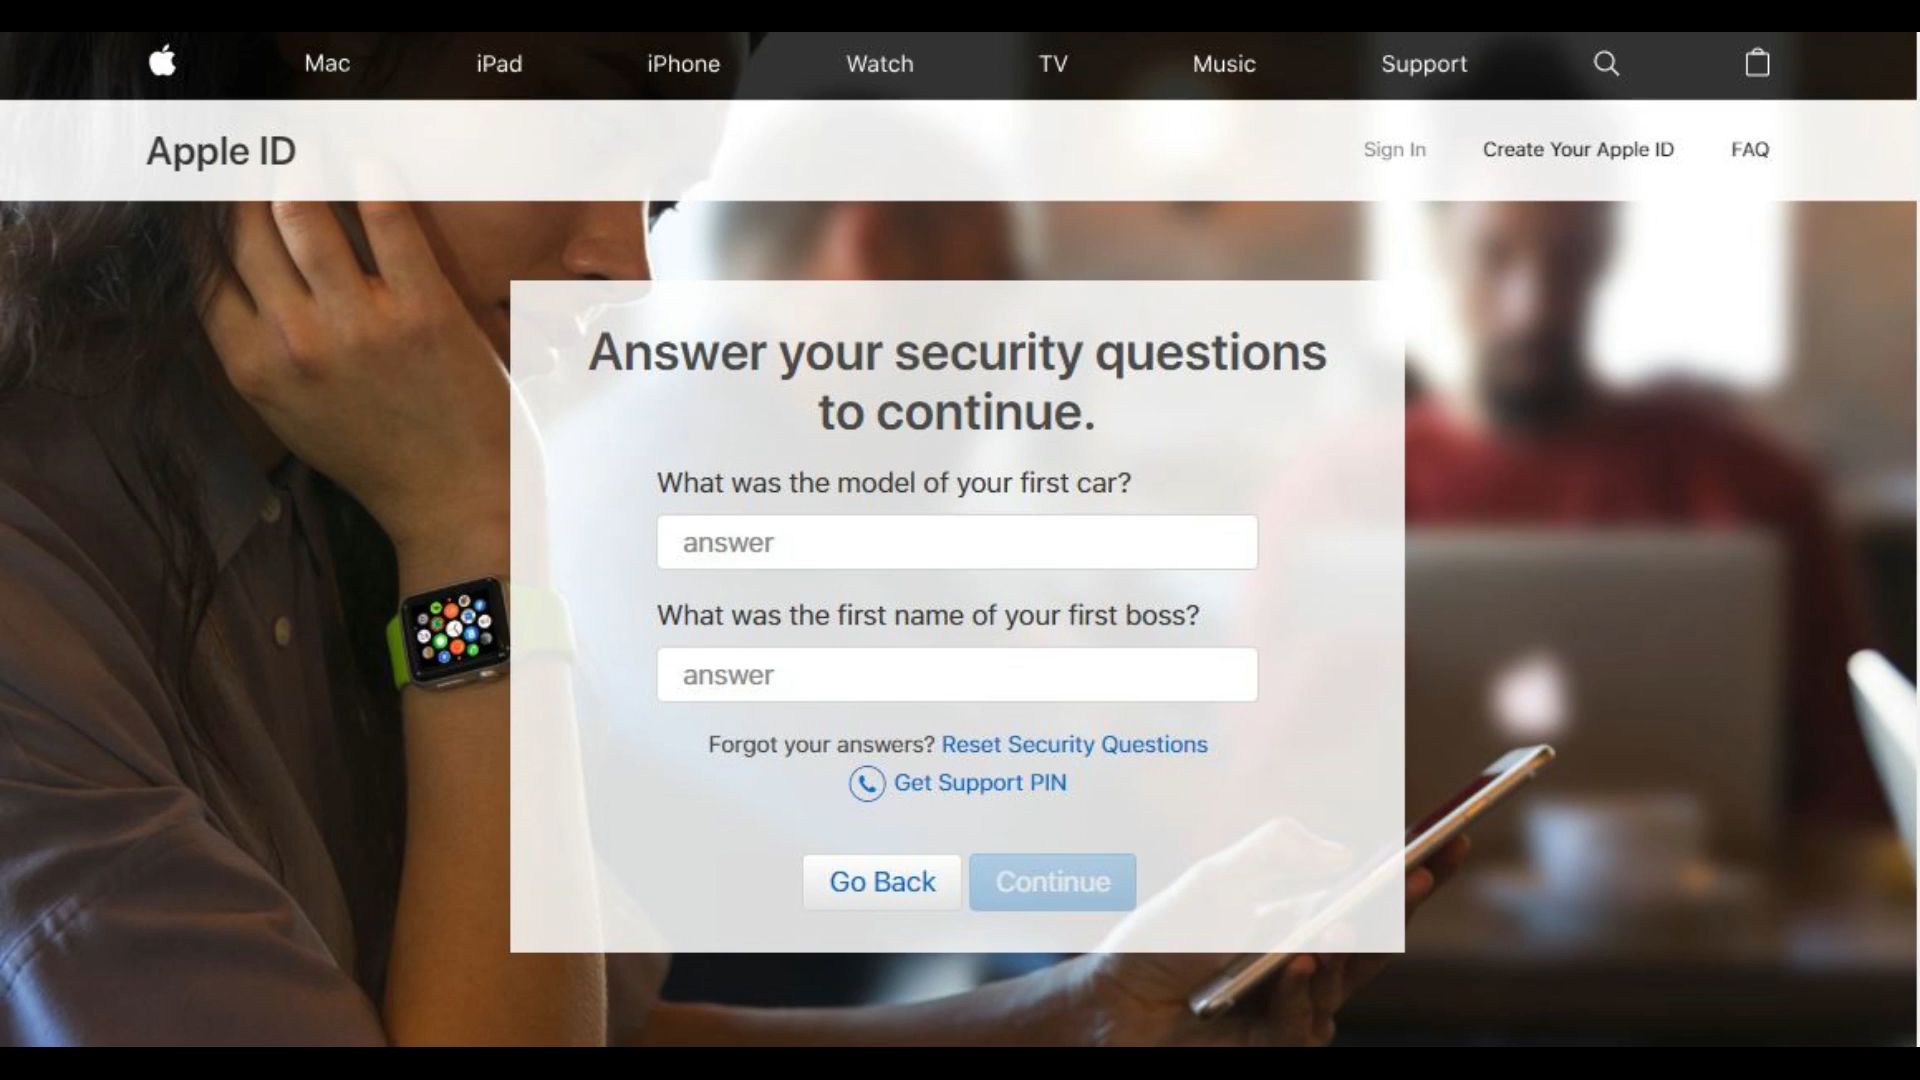 Mac iPad iPhone Watch TV Music Support
Apple ID Sign In Create Your Apple ID FAQ
Answer your security questions
to continue.
What was the model of your first car?
answer
What was the first name of your first boss?
answer
Forgot your answers? Reset Security Questions
Get Support PIN
Go Back Continue